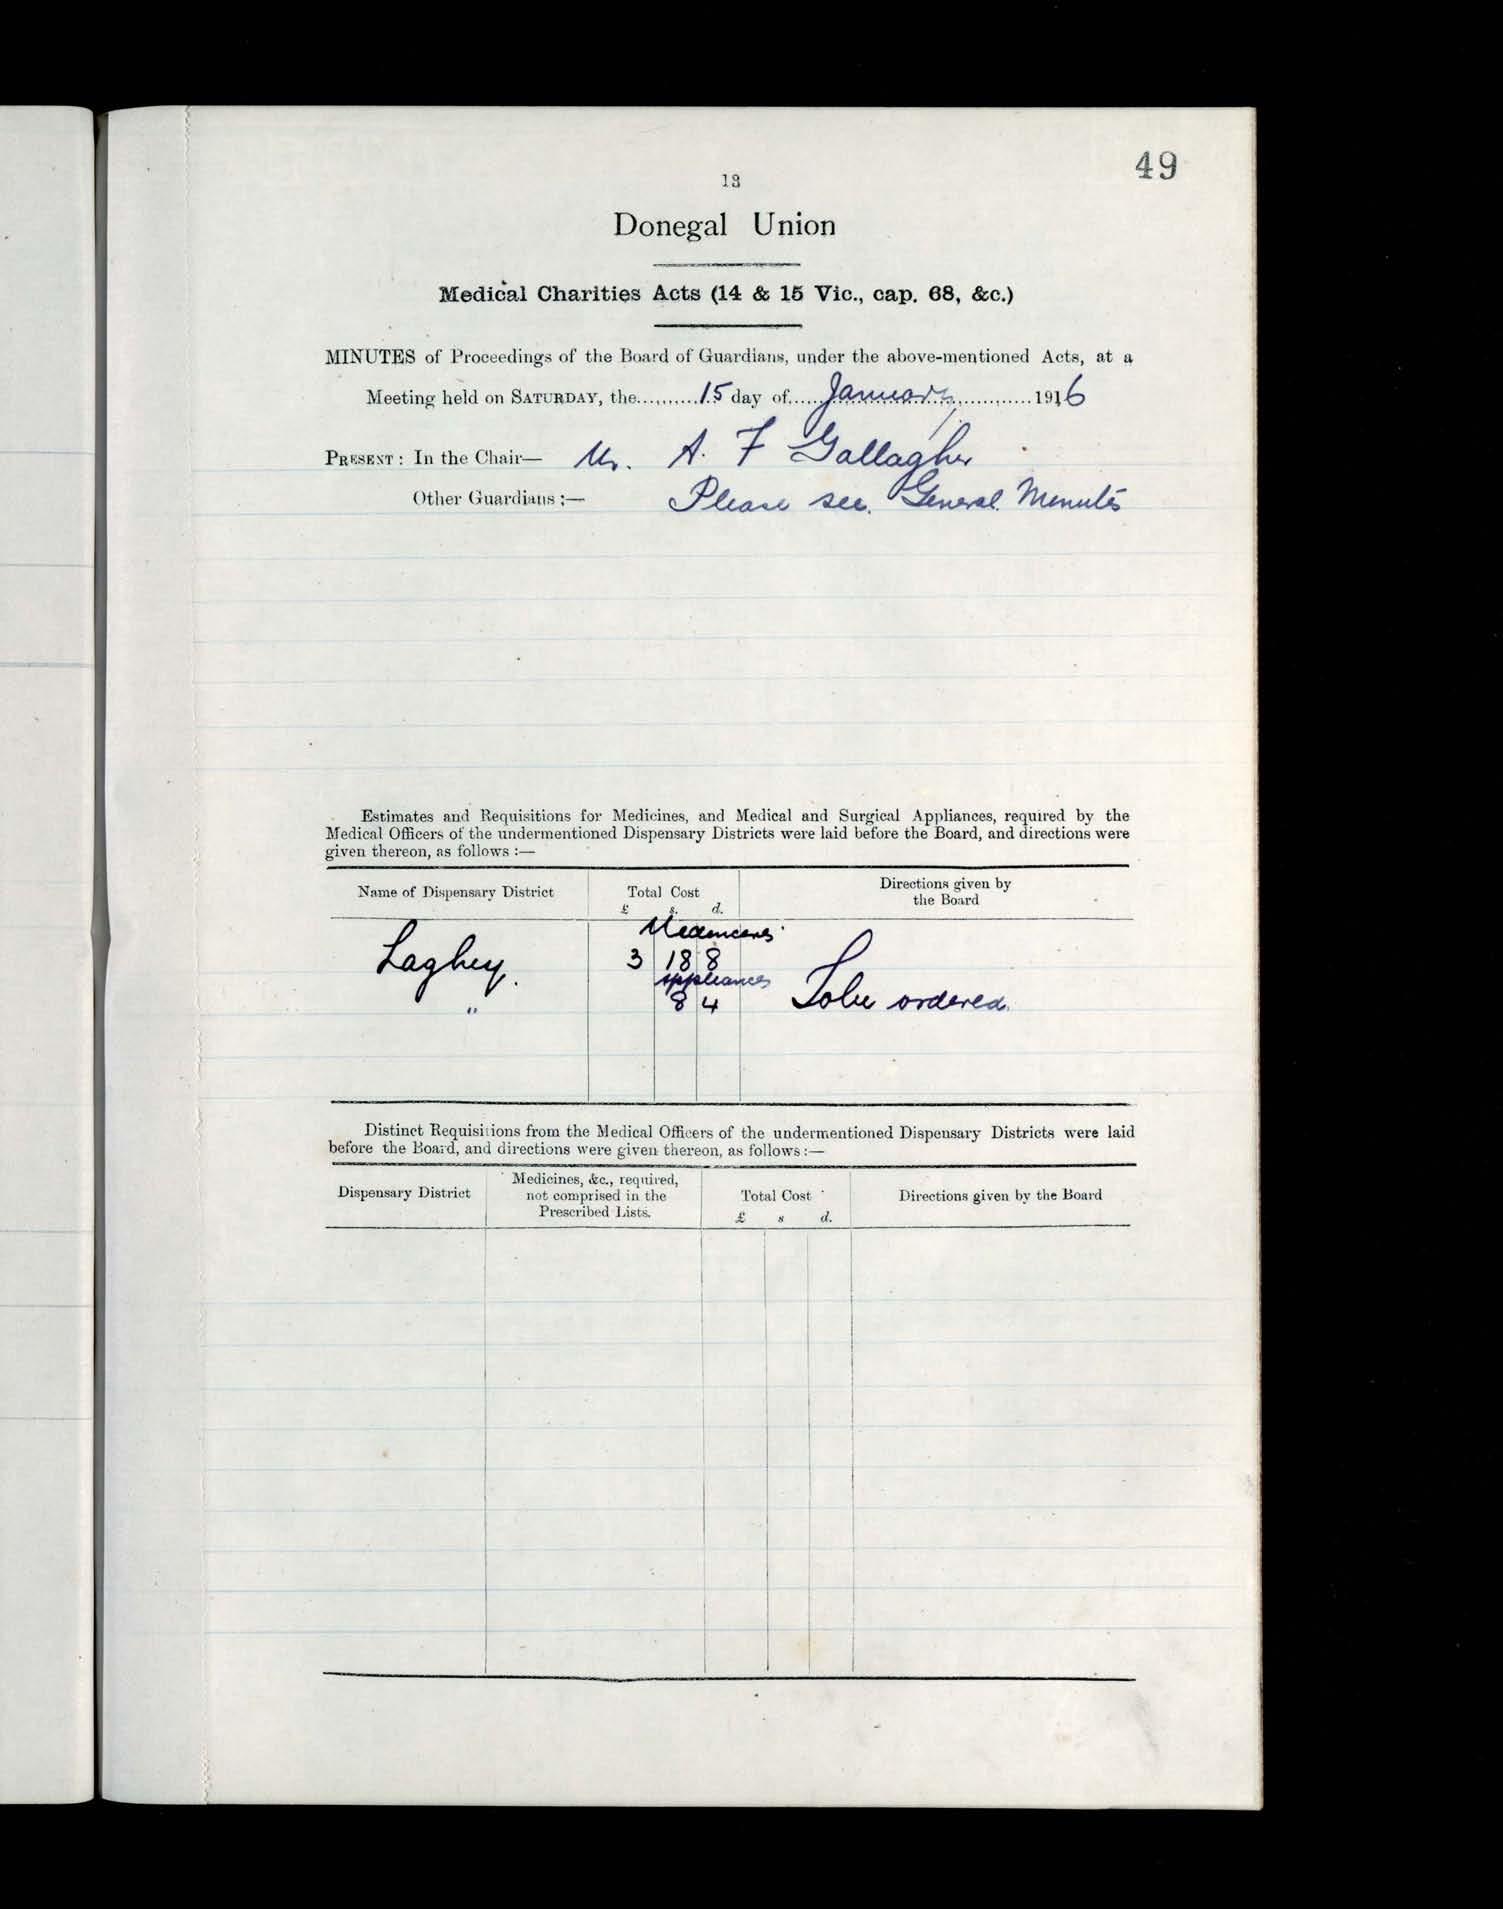 49
13
Donegal Union
Medical Charities Acts (14 & 15 Vic., cap. 68, &c.)
MINUTES of Proceedings of the Board of Guardians, under the above-mentioned Acts, at a
Meeting held on SATURDAY, the..........15 day of.....January............1916
PRESENT : In the Chair— Mr. A. F Gallagher
Other Guardians :— Please see General Minutes
Estimates and Requisitions for Medicines, and Medical and Surgical Appliances, required by the
Medical Officers of the undermentioned Dispensary Districts were laid before the Board, and directions were
given thereon, as follows :—
Name of Dispensary District Total Cost Directions given by
the Board
£ s. d.
Medicines
Laghey. 3 18 8
Appliances
" 8 4 To be ordered.
Distinct Requisitions from the Medical Officers of the undermentioned Dispensary Districts were laid
before the Board, and directions were given thereon, as follows :—
Dispensary District Medicines, &c., required,
not comprised in the
Prescribed Lists. Total Cost Directions given by the Board
£ s d.